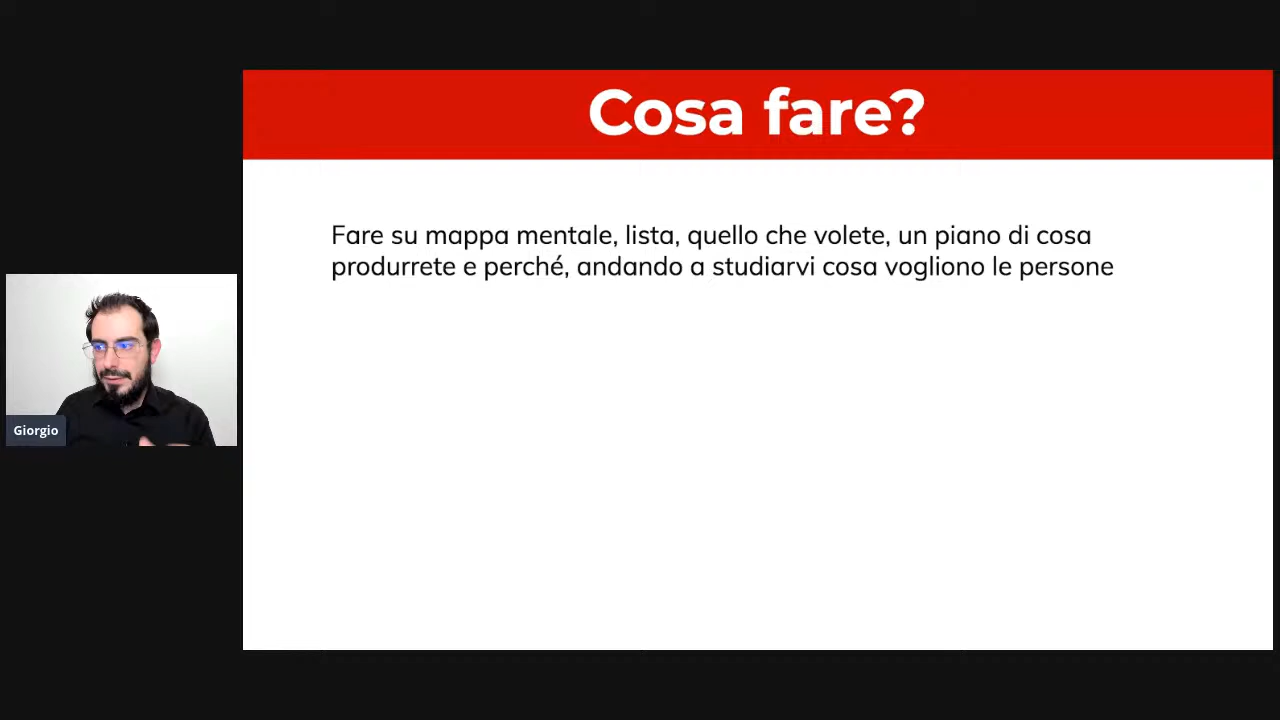 Cosa fare?
Fare su mappa mentale, lista, quello che volete, un piano di cosa
produrrete e perché, andando a studiarvi cosa vogliono le persone
Giorgio